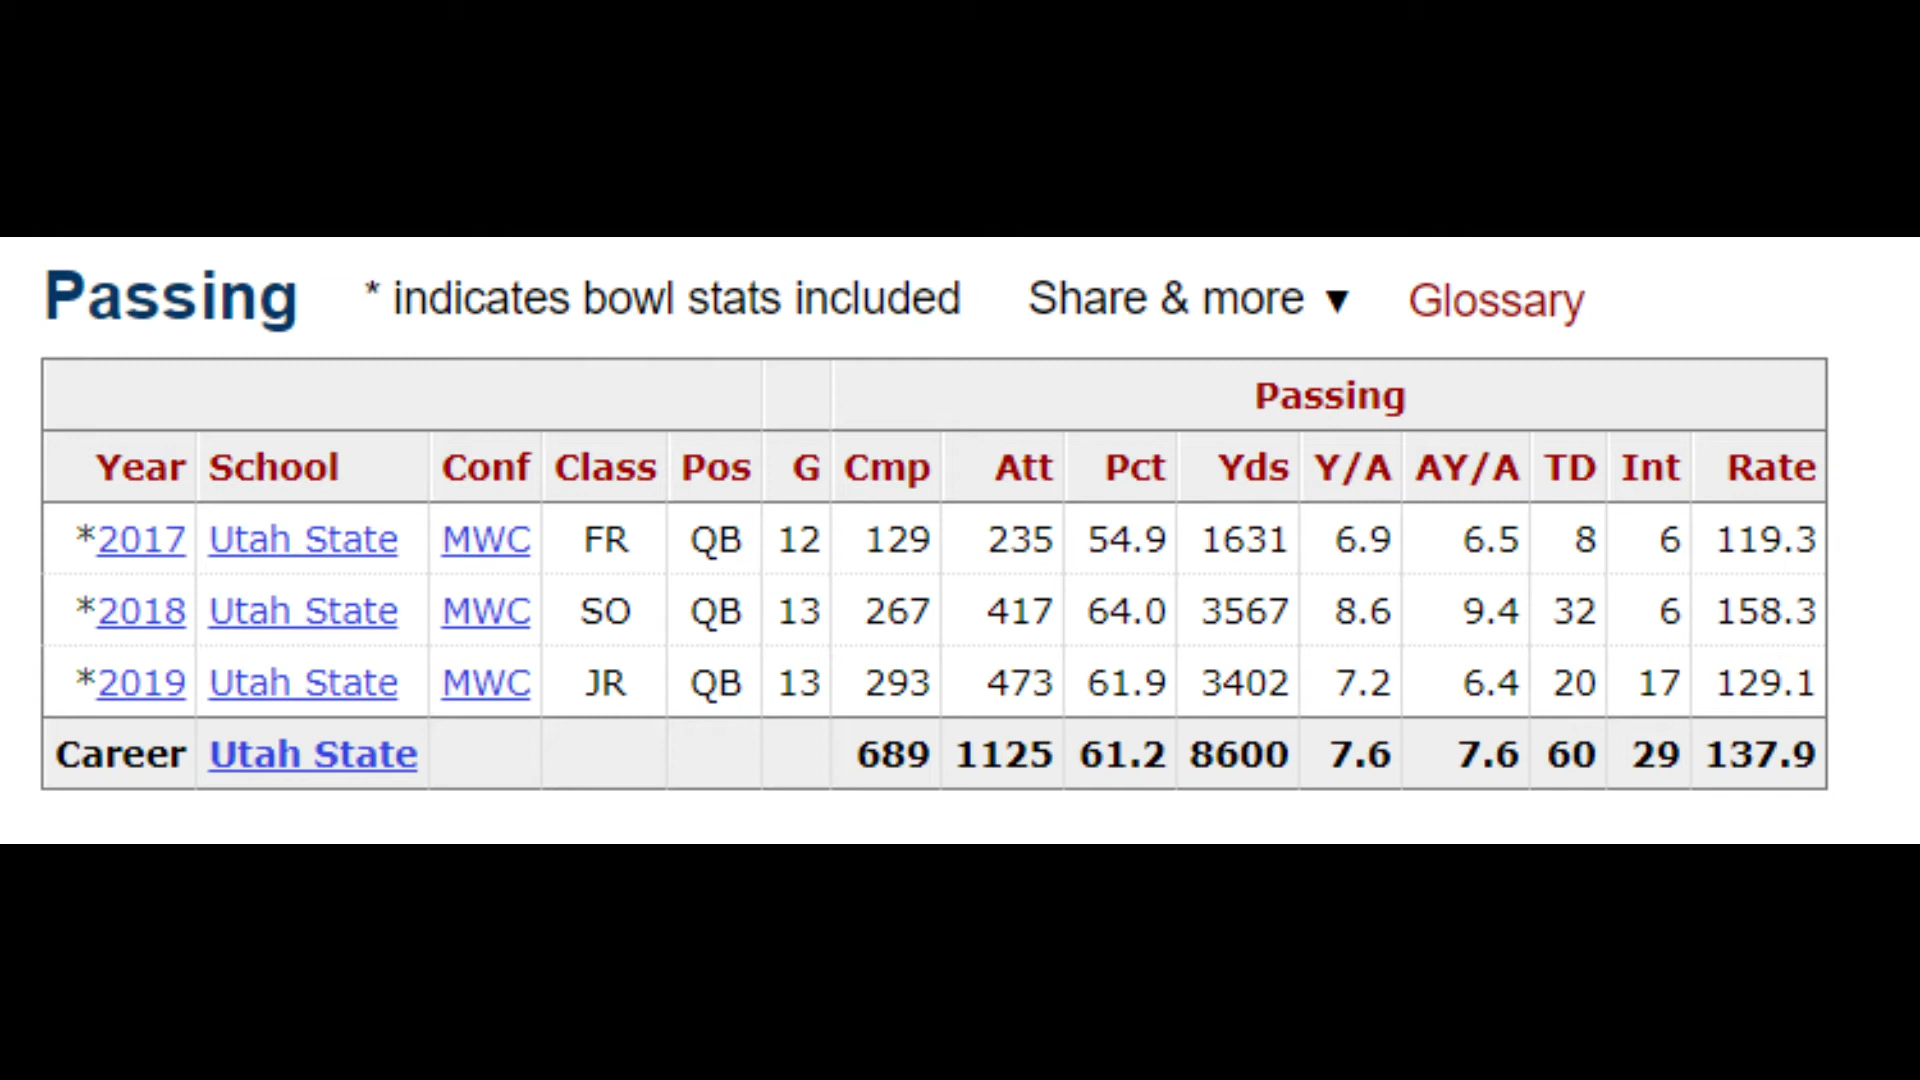 Passing * indicates bowl stats included Share & more ▼ Glossary
Passing
Year School Conf Class Pos G Cmp Att Pct Yds Y/A AY/A TD Int Rate
*2017 Utah State MWC FR QB 12 129 235 54.9 1631 6.9 6.5 8 6 119.3
*2018 Utah State MWC SO QB 13 267 417 64.0 3567 8.6 9.4 32 6 158.3
*2019 Utah State MWC JR QB 13 293 473 61.9 3402 7.2 6.4 20 17 129.1
Career Utah State 689 1125 61.2 8600 7.6 7.6 60 29 137.9